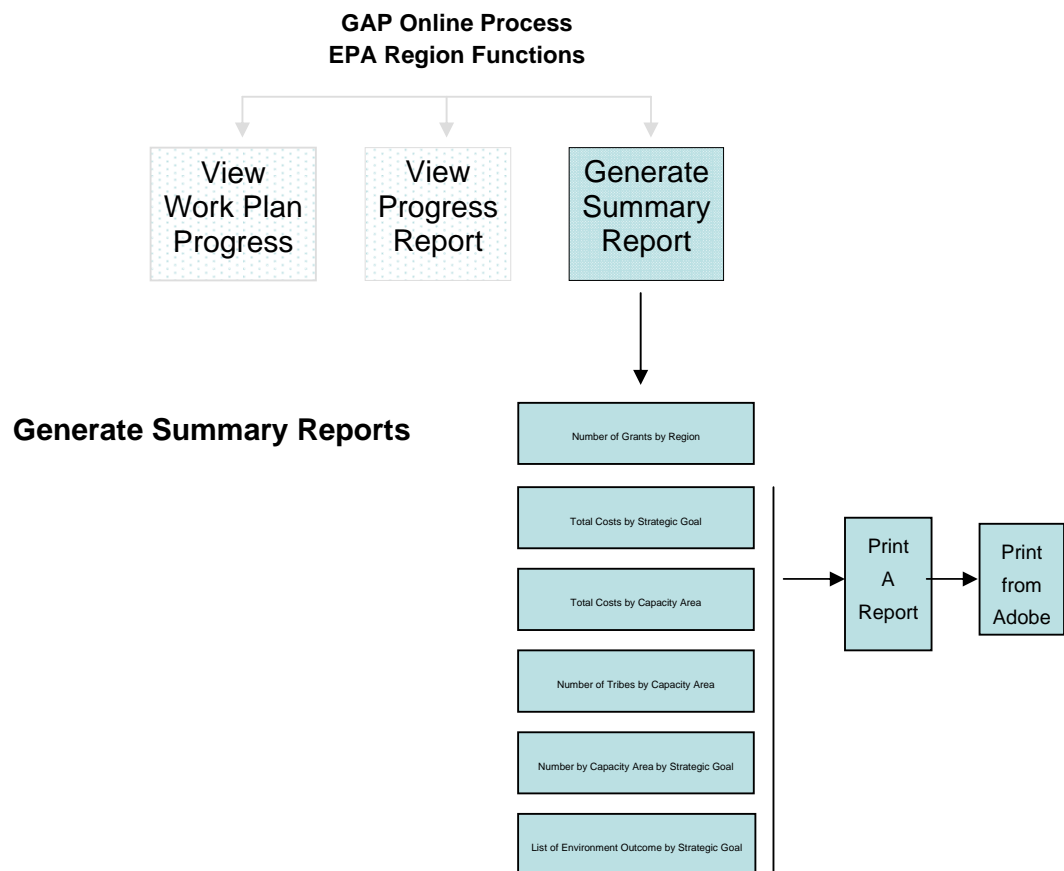 GAP Online Process
EPA Region Functions
View
Work Plan
Progress
View
Progress
Report
Generate
Summary
Report
Generate Summary Reports
Number of Grants by Region
Total Costs by Strategic Goal
Total Costs by Capacity Area
Number of Tribes by Capacity Area
Number by Capacity Area by Strategic Goal
List of Environment Outcome by Strategic Goal
Print
A
Report
Print
from
Adobe